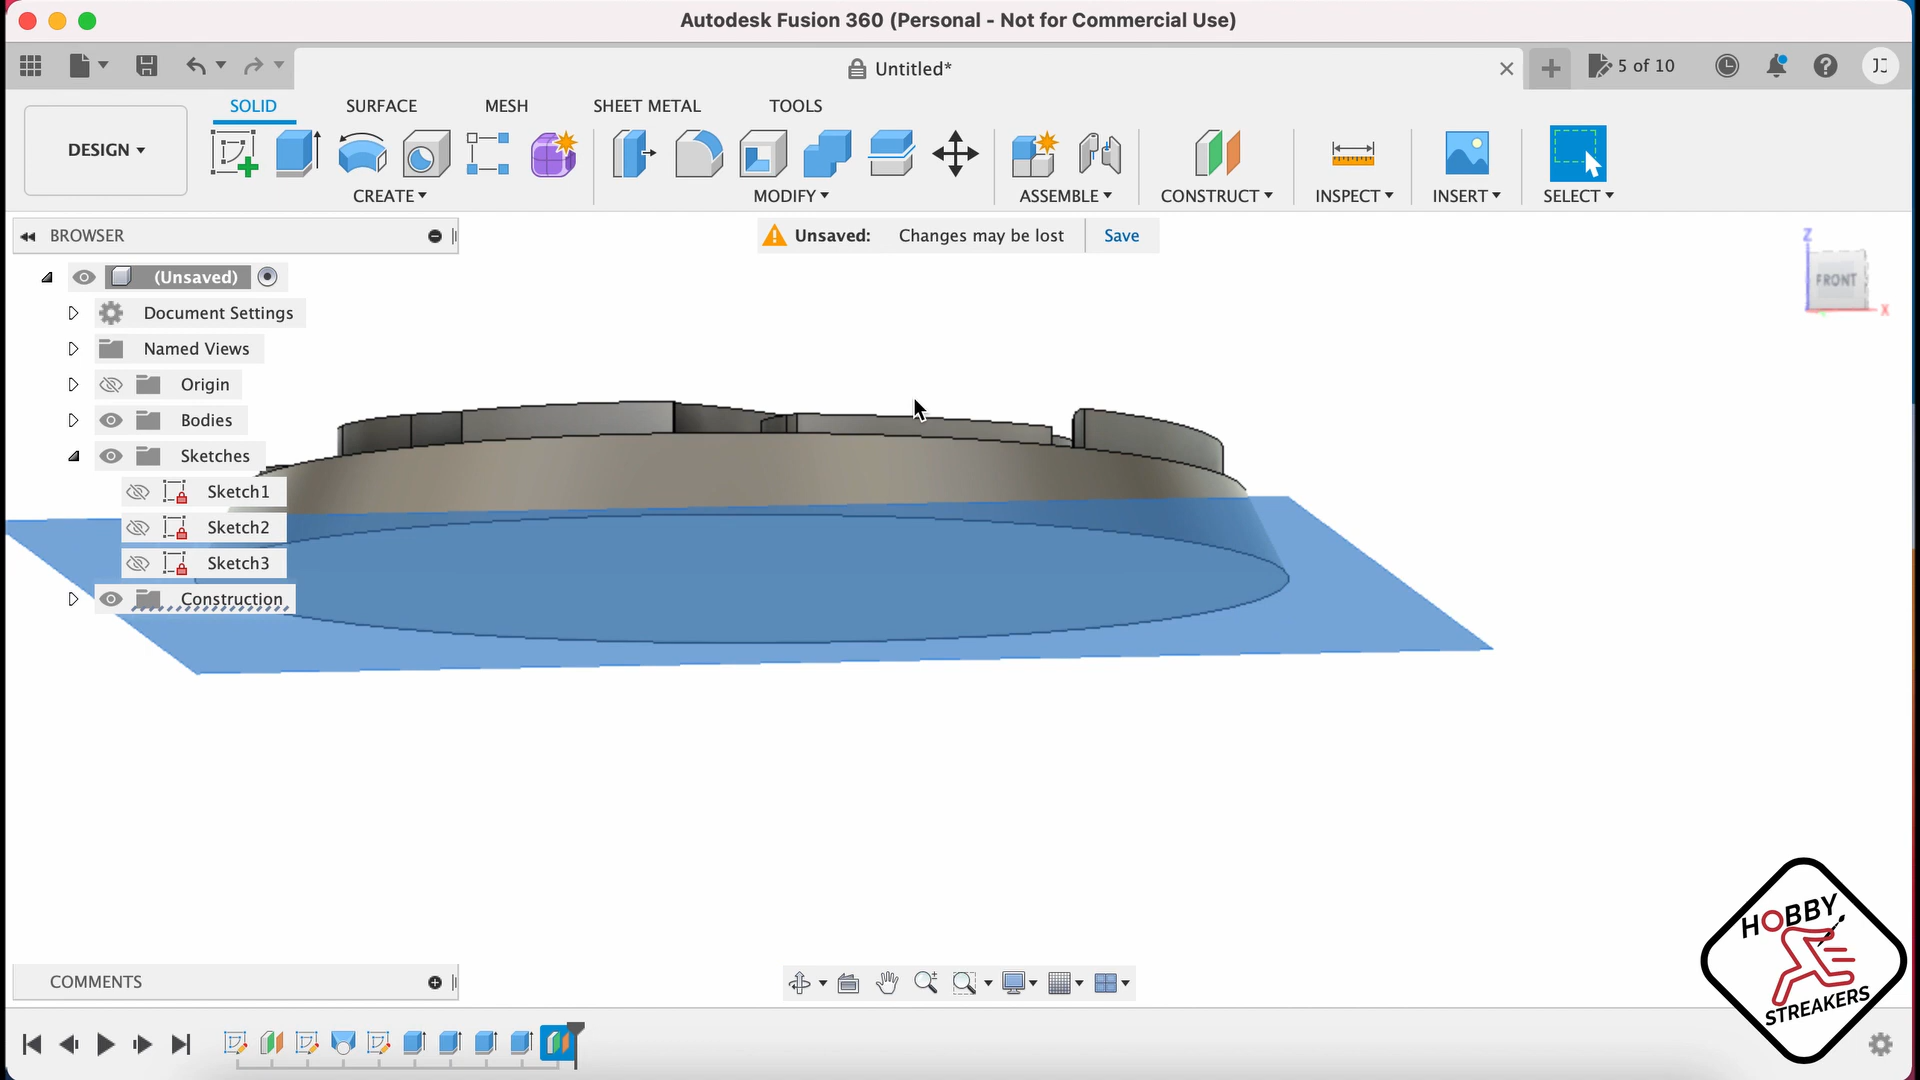 Autodesk Fusion 360 (Personal - Not for Commercial Use)
Untitled*
5 of 10
JC
SOLID SURFACE MESH SHEET METAL TOOLS
DESIGN
CREATE MODIFY ASSEMBLE CONSTRUCT INSPECT INSERT SELECT
BROWSER
Unsaved: Changes may be lost Save
Z
FRONT
X
(Unsaved)
Document Settings
Named Views
Origin
Bodies
Sketches
Sketch1
Sketch2
Sketch3
Construction
HOBBY
STREAKERS
COMMENTS